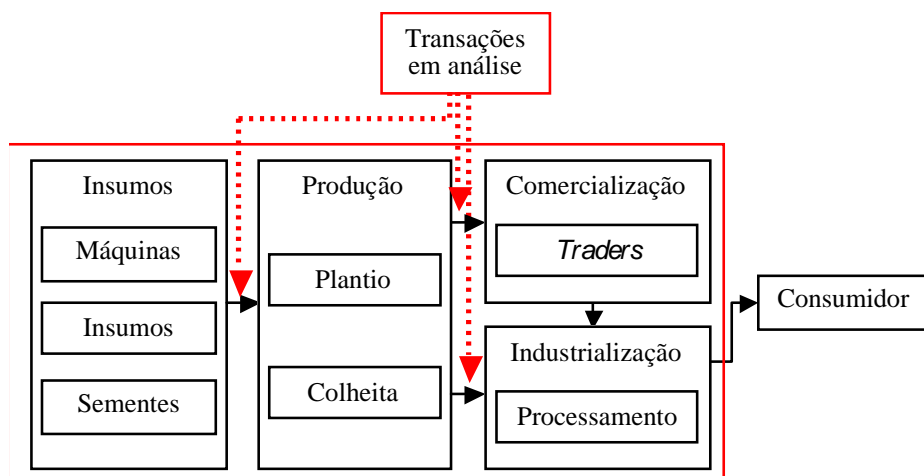 Transações
em análise
Insumos
Máquinas
Insumos
Sementes
Produção
Plantio
Colheita
Comercialização
Traders
Industrialização
Processamento
Consumidor